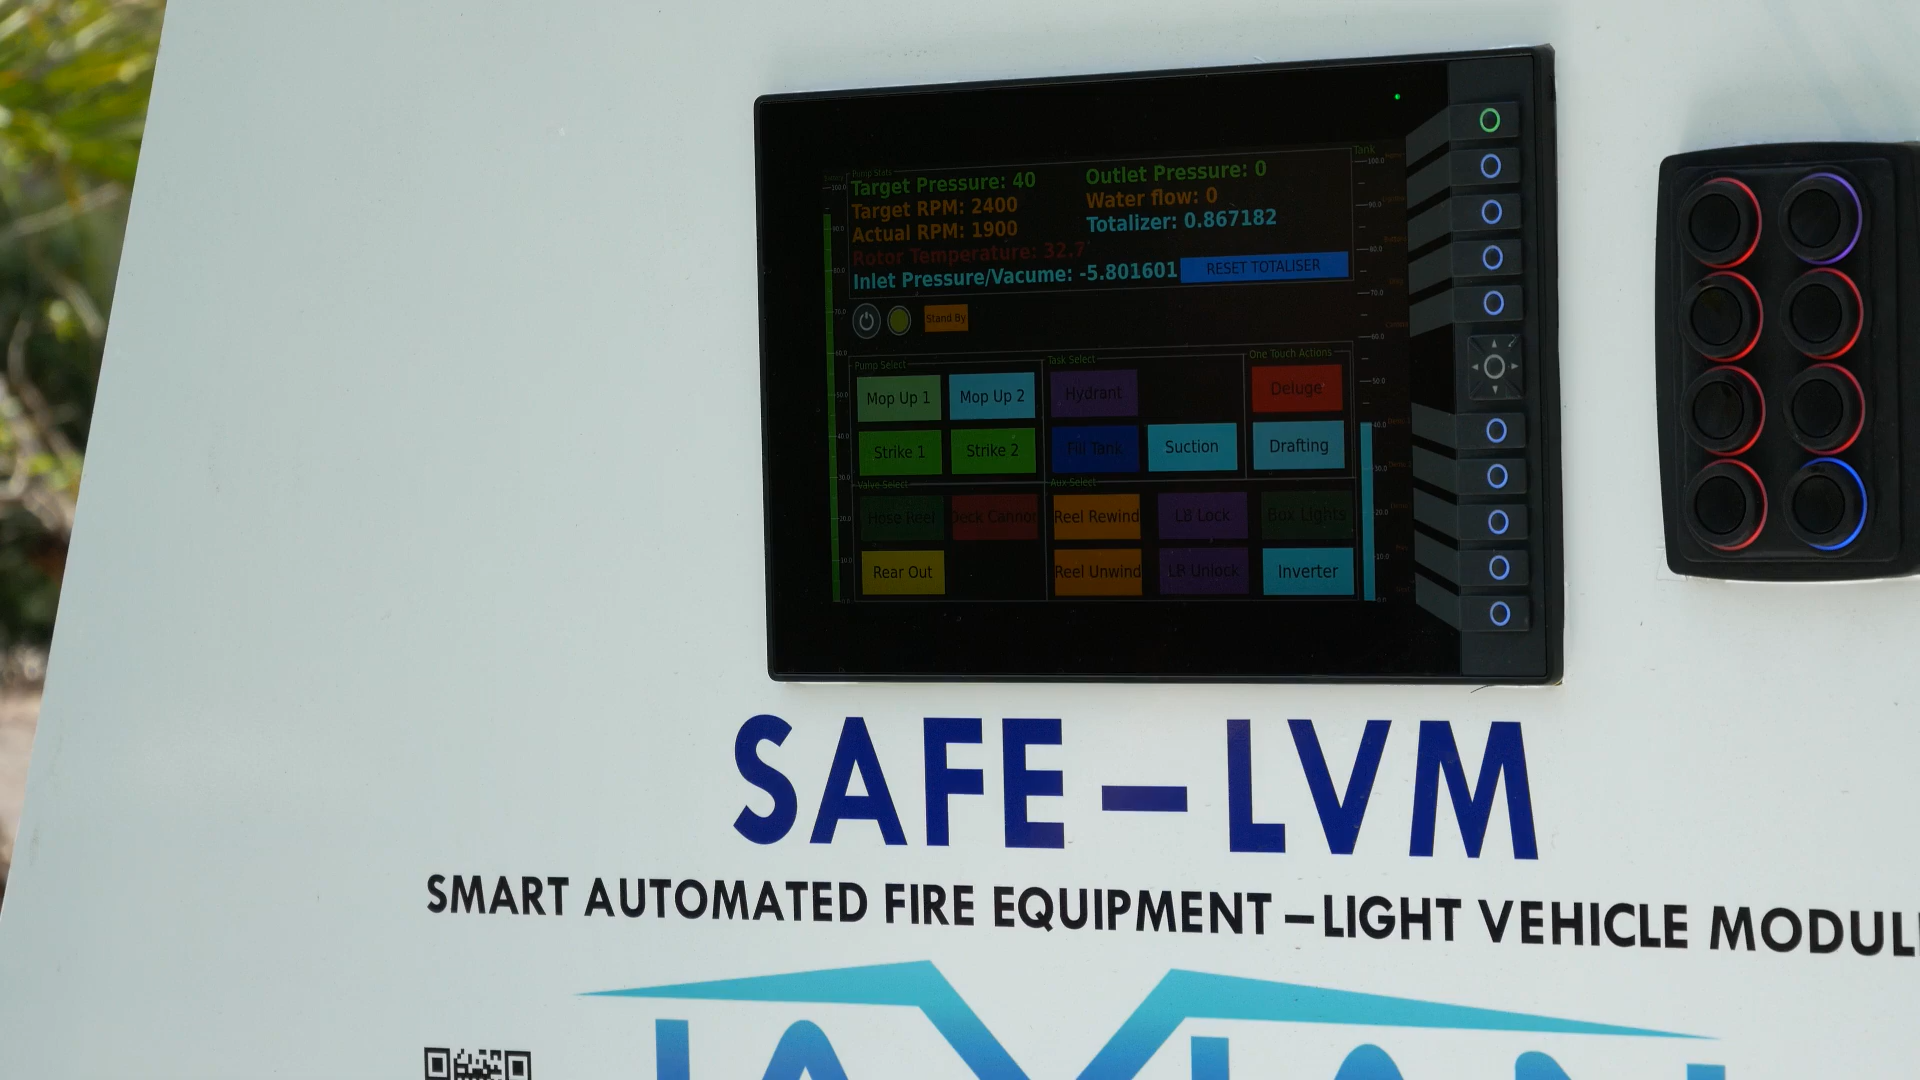 Pump Stats
Target Pressure: 40
Outlet Pressure: 0
Target RPM: 2400
Water flow: 0
Actual RPM: 1900
Totalizer: 0.867182
Rotor Temperature: 32.7
Inlet Pressure/Vacume: -5.801601
RESET TOTALISER
Tank
Stand By
Pump Select
Task Select
One Touch Actions
Mop Up 1
Mop Up 2
Hydrant
Deluge
Strike 1
Strike 2
Fill Tank
Suction
Drafting
Valve Select
Aux Select
Hose Reel
Deck Cannon
Reel Rewind
LB Lock
Box Lights
Rear Out
Reel Unwind
LB Unlock
Inverter
SAFE-LVM
SMART AUTOMATED FIRE EQUIPMENT -LIGHT VEHICLE MODUL